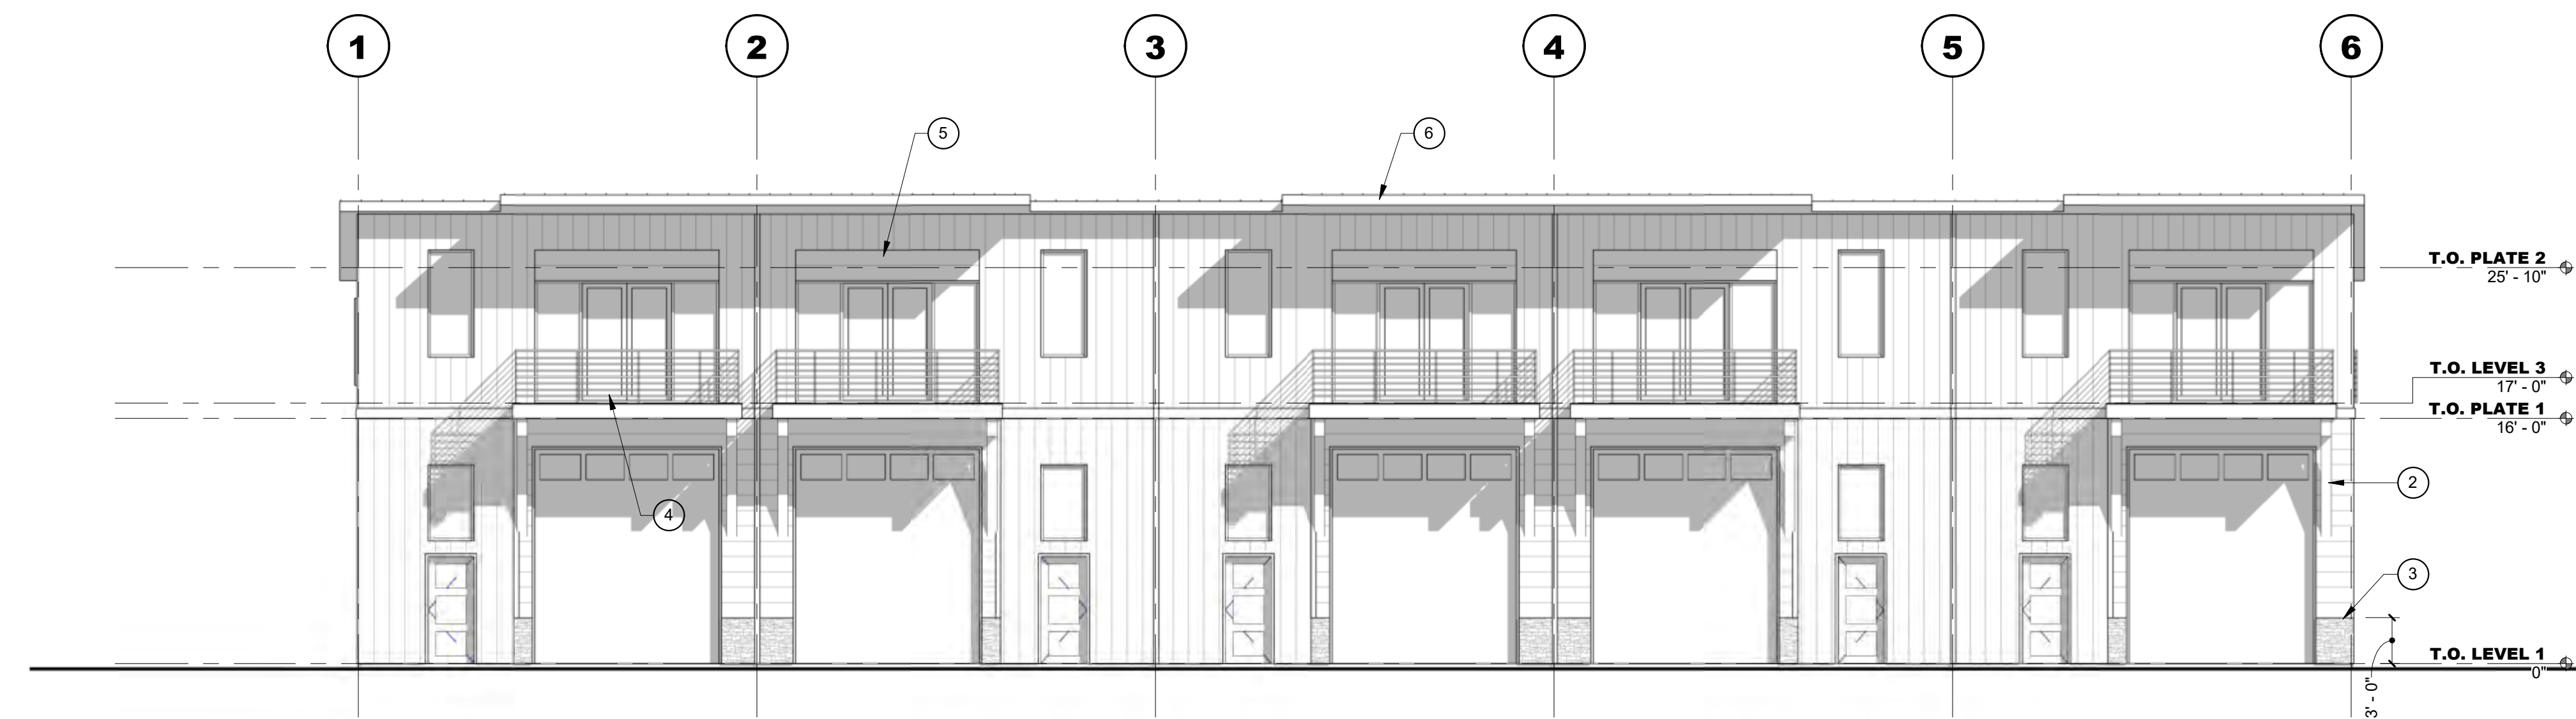 1 2 3 4 5 6
5 6
T.O. PLATE 2
25' - 10"
T.O. LEVEL 3
17' - 0"
T.O. PLATE 1
16' - 0"
2
4
3
T.O. LEVEL 1
0"
3' - 0"